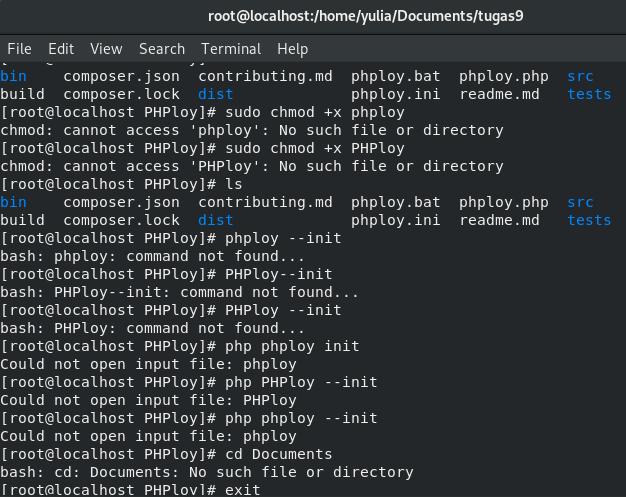 root@localhost:/home/yulia/Documents/tugas9
File Edit View Search Terminal Help
bin composer.json contributing.md phploy.bat phploy.php src
build composer.lock dist phploy.ini readme.md tests
[root@localhost PHPloy]# sudo chmod +x phploy
chmod: cannot access 'phploy': No such file or directory
[root@localhost PHPloy]# sudo chmod +x PHPloy
chmod: cannot access 'PHPloy': No such file or directory
[root@localhost PHPloy]# ls
bin composer.json contributing.md phploy.bat phploy.php src
build composer.lock dist phploy.ini readme.md tests
[root@localhost PHPloy]# phploy --init
bash: phploy: command not found...
[root@localhost PHPloy]# PHPloy--init
bash: PHPloy--init: command not found...
[root@localhost PHPloy]# PHPloy --init
bash: PHPloy: command not found...
[root@localhost PHPloy]# php phploy init
Could not open input file: phploy
[root@localhost PHPloy]# php PHPloy --init
Could not open input file: PHPloy
[root@localhost PHPloy]# php phploy --init
Could not open input file: phploy
[root@localhost PHPloy]# cd Documents
bash: cd: Documents: No such file or directory
[root@localhost PHPloy]# exit